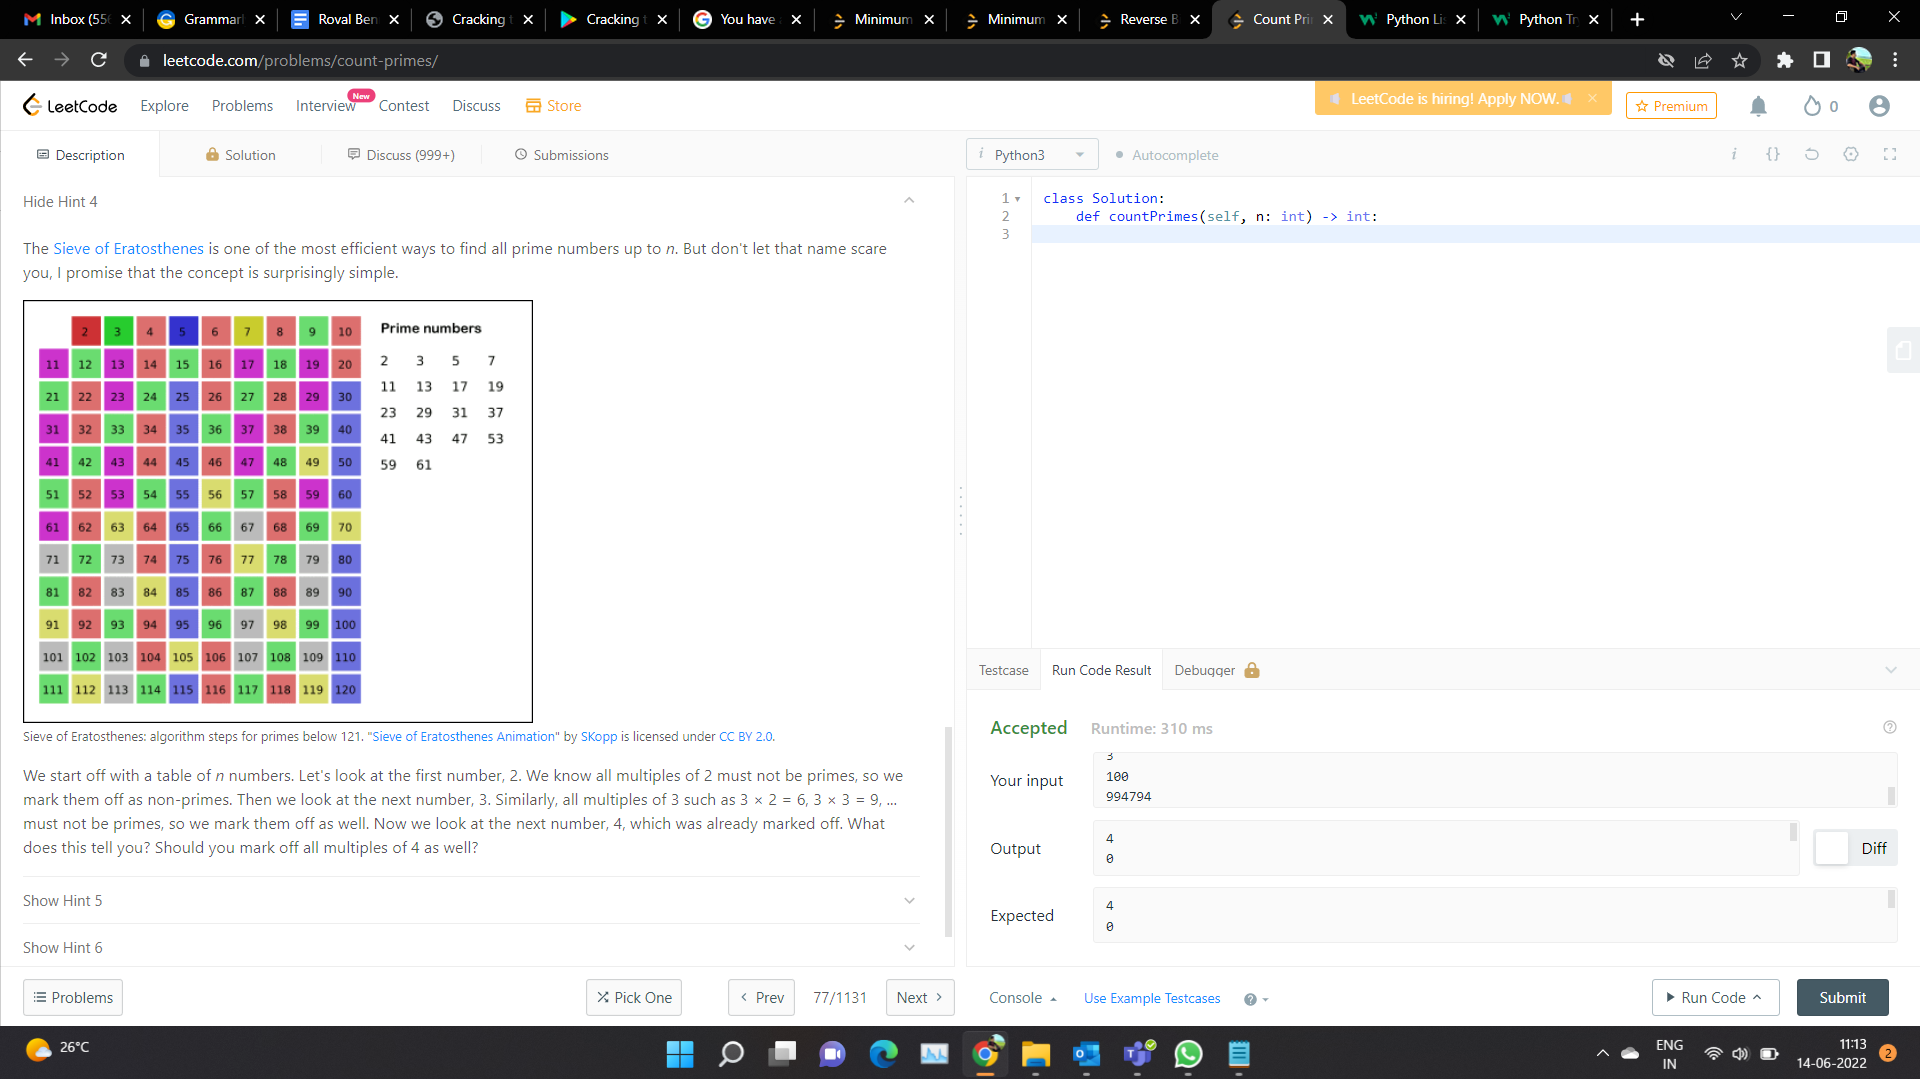 Inbox (55
Grammar
Roval Ben
Cracking t
Cracking t
You have
Minimum
Minimum
Reverse B
Count Pri
Python Li
Python Tr
leetcode.com/problems/count-primes/
LeetCode
Explore
Problems
Interview
New
Contest
Discuss
Store
LeetCode is hiring! Apply NOW.
Premium
0
Description
Solution
Discuss (999+)
Submissions
i Python3
Autocomplete
Hide Hint 4
The Sieve of Eratosthenes is one of the most efficient ways to find all prime numbers up to n. But don't let that name scare
you, I promise that the concept is surprisingly simple.
2 3 4 5 6 7 8 9 10
11 12 13 14 15 16 17 18 19 20
21 22 23 24 25 26 27 28 29 30
31 32 33 34 35 36 37 38 39 40
41 42 43 44 45 46 47 48 49 50
51 52 53 54 55 56 57 58 59 60
61 62 63 64 65 66 67 68 69 70
71 72 73 74 75 76 77 78 79 80
81 82 83 84 85 86 87 88 89 90
91 92 93 94 95 96 97 98 99 100
101 102 103 104 105 106 107 108 109 110
111 112 113 114 115 116 117 118 119 120
Prime numbers
2 3 5 7
11 13 17 19
23 29 31 37
41 43 47 53
59 61
Sieve of Eratosthenes: algorithm steps for primes below 121. "Sieve of Eratosthenes Animation" by SKopp is licensed under CC BY 2.0.
We start off with a table of n numbers. Let's look at the first number, 2. We know all multiples of 2 must not be primes, so we
mark them off as non-primes. Then we look at the next number, 3. Similarly, all multiples of 3 such as 3 × 2 = 6, 3 × 3 = 9, ...
must not be primes, so we mark them off as well. Now we look at the next number, 4, which was already marked off. What
does this tell you? Should you mark off all multiples of 4 as well?
Show Hint 5
Show Hint 6
Problems
Pick One
Prev
77/1131
Next
1 class Solution:
2 def countPrimes(self, n: int) -> int:
3
Testcase
Run Code Result
Debugger
Accepted
Runtime: 310 ms
Your input
3
100
994794
Output
4
0
Diff
Expected
4
0
Console
Use Example Testcases
Run Code
Submit
26°C
ENG
IN
11:13
14-06-2022
2